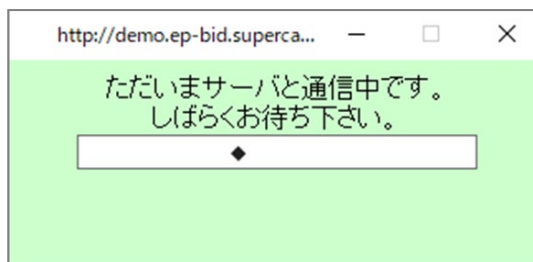 http://demo.ep-bid.superca...
ただいまサーバと通信中です。
しばらくお待ち下さい。